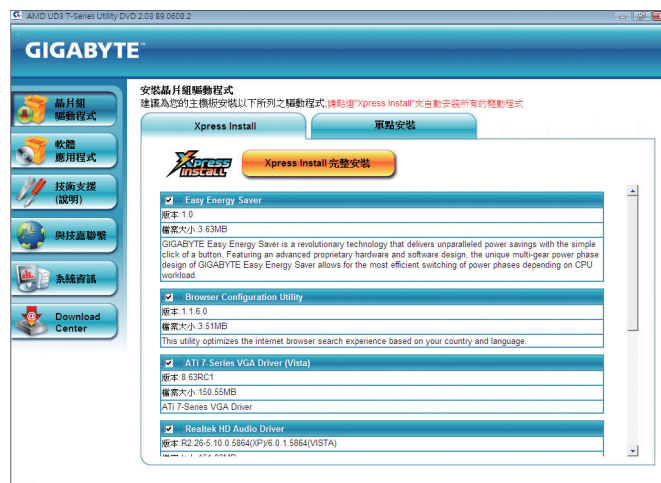 AMD UD3 7-Series Utility DVD 2.03 B9.0608.2
GIGABYTE™
晶片組
驅動程式
軟體
應用程式
技術支援
(說明)
與技嘉聯繫
系統資訊
Download
Center
安裝晶片組驅動程式
建議為您的主機板安裝以下所列之驅動程式;請點選"Xpress Install"來自動安裝所有的驅動程式
Xpress Install
單點安裝
Xpress
INSTALL
Xpress Install 完整安裝
Easy Energy Saver
版本:1.0
檔案大小:3.63MB
GIGABYTE Easy Energy Saver is a revolutionary technology that delivers unparalleled power savings with the simple
click of a button. Featuring an advanced proprietary hardware and software design, the unique multi-gear power phase
design of GIGABYTE Easy Energy Saver allows for the most efficient switching of power phases depending on CPU
workload.
Browser Configuration Utility
版本:1.1.6.0
檔案大小:3.51MB
This utility optimizes the internet browser search experience based on your country and language.
ATi 7-Series VGA Driver (Vista)
版本:8.63RC1
檔案大小:150.55MB
ATi 7-Series VGA Driver
Realtek HD Audio Driver
版本:R2.26-5.10.0.5864(XP)/6.0.1.5864(VISTA)